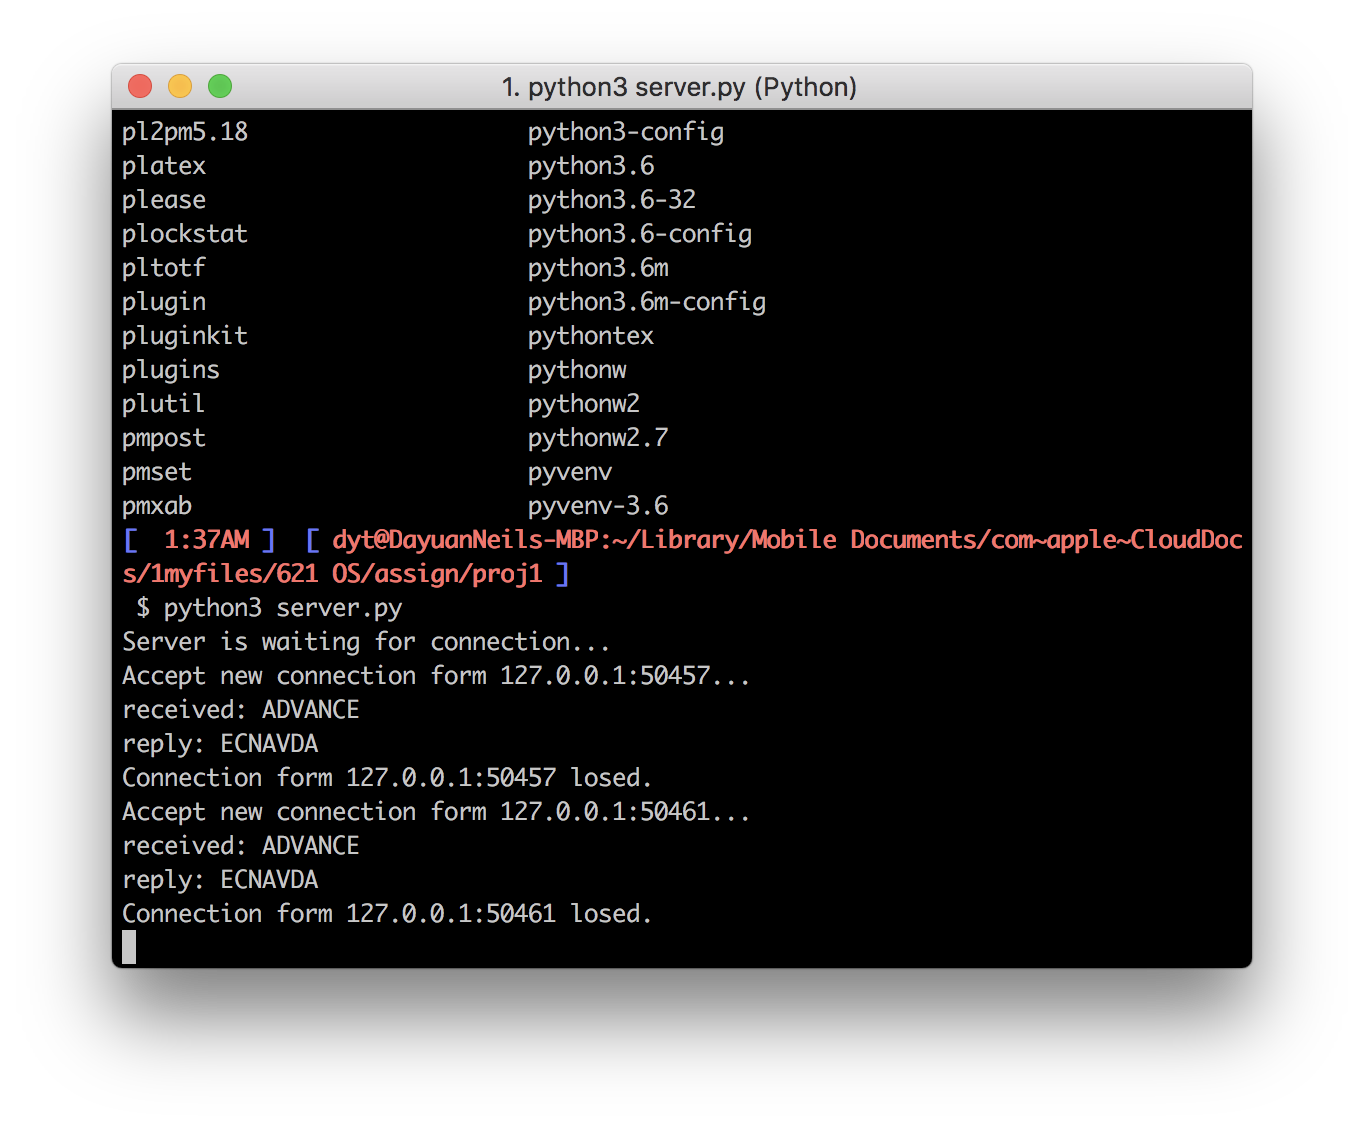 1. python3 server.py (Python)
pl2pm5.18 python3-config
platex python3.6
please python3.6-32
plockstat python3.6-config
pltotf python3.6m
plugin python3.6m-config
pluginkit pythontex
plugins pythonw
plutil pythonw2
pmpost pythonw2.7
pmset pyvenv
pmxab pyvenv-3.6
[  1:37AM ]  [ dyt@DayuanNeils-MBP:~/Library/Mobile Documents/com~apple~CloudDoc
s/1myfiles/621 OS/assign/proj1 ]
$ python3 server.py
Server is waiting for connection...
Accept new connection form 127.0.0.1:50457...
received: ADVANCE
reply: ECNAVDA
Connection form 127.0.0.1:50457 losed.
Accept new connection form 127.0.0.1:50461...
received: ADVANCE
reply: ECNAVDA
Connection form 127.0.0.1:50461 losed.